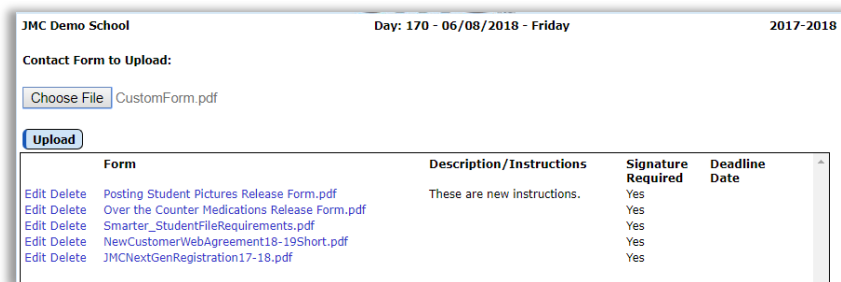 JMC Demo School Day: 170 - 06/08/2018 - Friday 2017-2018
Contact Form to Upload:
Choose File CustomForm.pdf
Upload
Form Description/Instructions Signature Required Deadline Date
Edit Delete Posting Student Pictures Release Form.pdf These are new instructions. Yes
Edit Delete Over the Counter Medications Release Form.pdf Yes
Edit Delete Smarter_StudentFileRequirements.pdf Yes
Edit Delete NewCustomerWebAgreement18-19Short.pdf Yes
Edit Delete JMCNextGenRegistration17-18.pdf Yes